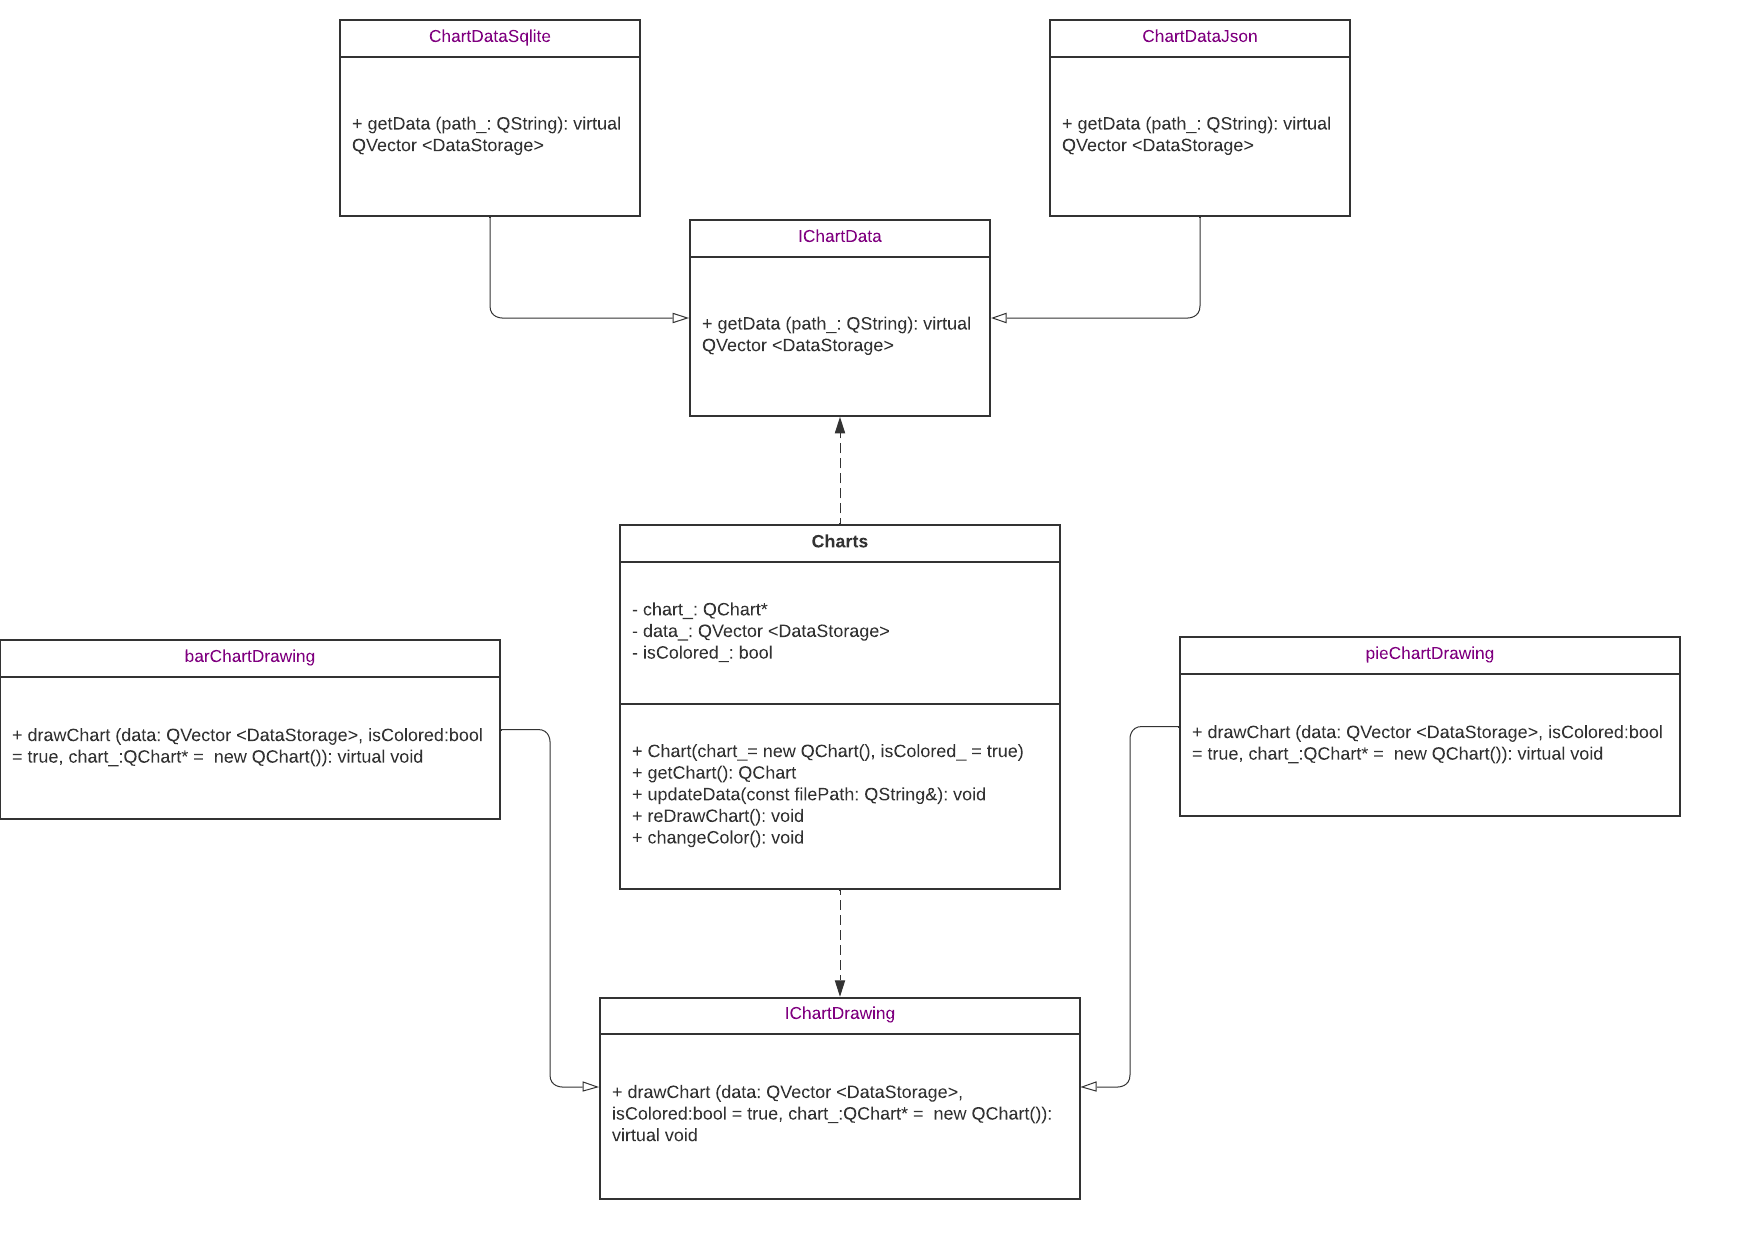 ChartDataSqlite
+ getData (path_: QString): virtual
QVector <DataStorage>
ChartDataJson
+ getData (path_: QString): virtual
QVector <DataStorage>
IChartData
+ getData (path_: QString): virtual
QVector <DataStorage>
Charts
- chart_: QChart*
- data_: QVector <DataStorage>
- isColored_: bool
+ Chart(chart_= new QChart(), isColored_ = true)
+ getChart(): QChart
+ updateData(const filePath: QString&): void
+ reDrawChart(): void
+ changeColor(): void
barChartDrawing
+ drawChart (data: QVector <DataStorage>, isColored:bool
= true, chart_:QChart* =  new QChart()): virtual void
pieChartDrawing
+ drawChart (data: QVector <DataStorage>, isColored:bool
= true, chart_:QChart* =  new QChart()): virtual void
IChartDrawing
+ drawChart (data: QVector <DataStorage>,
isColored:bool = true, chart_:QChart* =  new QChart()):
virtual void